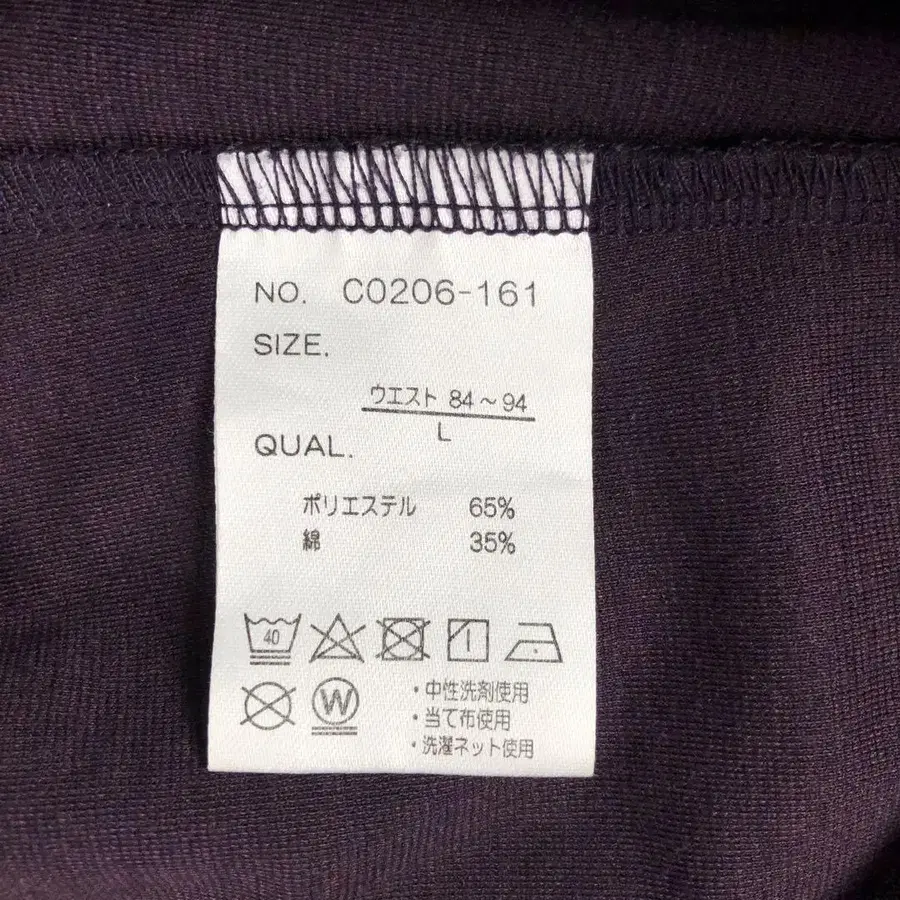 NO. C0206-161
SIZE.
ウエスト 84～94
L
QUAL.
ポリエステル 65%
綿 35%
40
W
・中性洗剤使用
・当て布使用
・洗濯ネット使用